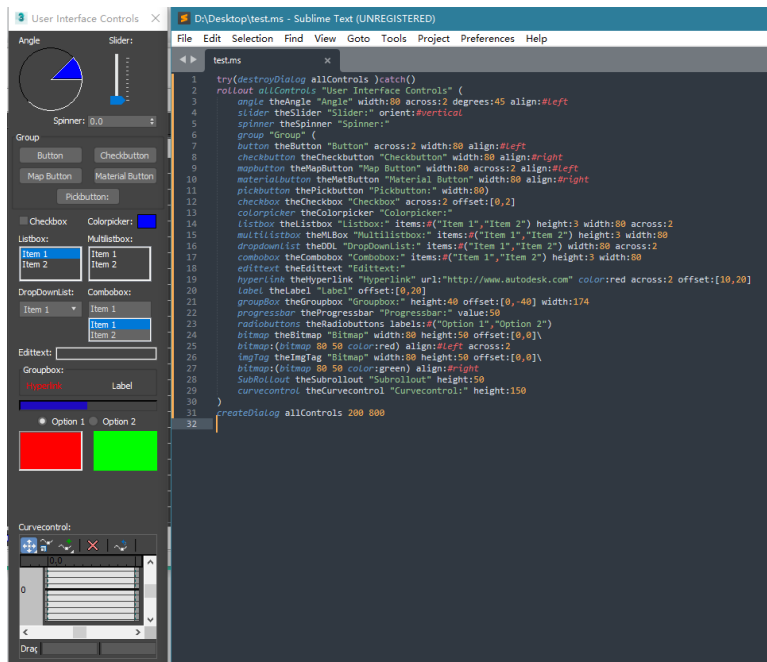 User Interface Controls
Angle
Slider:
Spinner: 0.0
Group
Button
Checkbutton
Map Button
Material Button
Pickbutton:
Checkbox
Colorpicker:
Listbox:
Multilistbox:
Item 1
Item 2
Item 1
Item 2
DropDownList:
Combobox:
Item 1
Item 1
Item 1
Item 2
Edittext:
Groupbox:
Hyperlink
Label
Option 1
Option 2
Curvecontrol:
0,0
0
Drag
D:\Desktop\test.ms - Sublime Text (UNREGISTERED)
File Edit Selection Find View Goto Tools Project Preferences Help
test.ms
1 try(destroyDialog allControls )catch()
2 rollout allControls "User Interface Controls" (
3 angle theAngle "Angle" width:80 across:2 degrees:45 align:#left
4 slider theSlider "Slider:" orient:#vertical
5 spinner theSpinner "Spinner:"
6 group "Group" (
7 button theButton "Button" across:2 width:80 align:#left
8 checkbutton theCheckbutton "Checkbutton" width:80 align:#right
9 mapbutton theMapButton "Map Button" width:80 across:2 align:#left
10 materialbutton theMatButton "Material Button" width:80 align:#right
11 pickbutton thePickbutton "Pickbutton:" width:80)
12 checkbox theCheckbox "Checkbox" across:2 offset:[0,2]
13 colorpicker theColorpicker "Colorpicker:"
14 listbox theListbox "Listbox:" items:#("Item 1","Item 2") height:3 width:80 across:2
15 multilistbox theMLBox "Multilistbox:" items:#("Item 1","Item 2") height:3 width:80
16 dropdownlist theDDL "DropDownList:" items:#("Item 1","Item 2") width:80 across:2
17 combobox theCombobox "Combobox:" items:#("Item 1","Item 2") height:3 width:80
18 edittext theEdittext "Edittext:"
19 hyperlink theHyperlink "Hyperlink" url:"http://www.autodesk.com" color:red across:2 offset:[10,20]
20 label theLabel "Label" offset:[0,20]
21 groupBox theGroupbox "Groupbox:" height:40 offset:[0,-40] width:174
22 progressbar theProgressbar "Progressbar:" value:50
23 radiobuttons theRadiobuttons labels:#("Option 1","Option 2")
24 bitmap theBitmap "Bitmap" width:80 height:50 offset:[0,0]\
25 bitmap:(bitmap 80 50 color:red) align:#left across:2
26 imgTag theImgTag "Bitmap" width:80 height:50 offset:[0,0]\
27 bitmap:(bitmap 80 50 color:green) align:#right
28 SubRollout theSubrollout "Subrollout" height:50
29 curvecontrol theCurvecontrol "Curvecontrol:" height:150
30 )
31 createDialog allControls 200 800
32